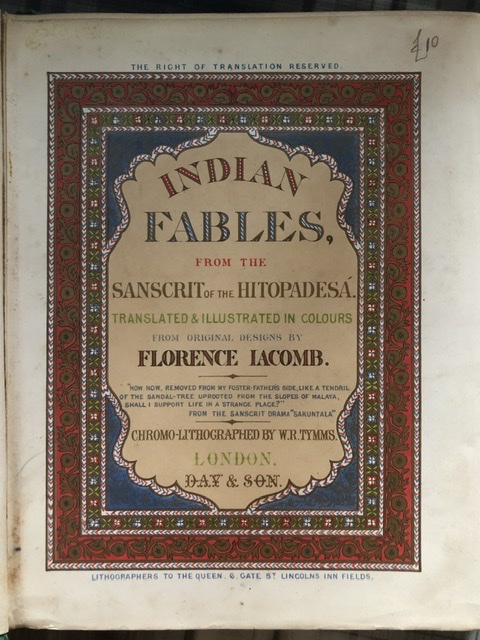 £10
THE RIGHT OF TRANSLATION RESERVED.
INDIAN
FABLES,
FROM THE
SANSCRIT OF THE HITOPADESÁ.
TRANSLATED & ILLUSTRATED IN COLOURS
FROM ORIGINAL DESIGNS BY
FLORENCE IACOMB.
"HOW NOW, REMOVED FROM MY FOSTER-FATHERS SIDE, LIKE A TENDRIL
OF THE SANDAL-TREE UPROOTED FROM THE SLOPES OF MALAYA,
SHALL I SUPPORT LIFE IN A STRANGE PLACE?"
FROM THE SANSCRIT DRAMA "SAKUNTALA"
CHROMO-LITHOGRAPHED BY W.R. TYMMS.
LONDON.
DAY & SON.
LITHOGRAPHERS TO THE QUEEN. 6, GATE ST LINCOLNS INN FIELDS.